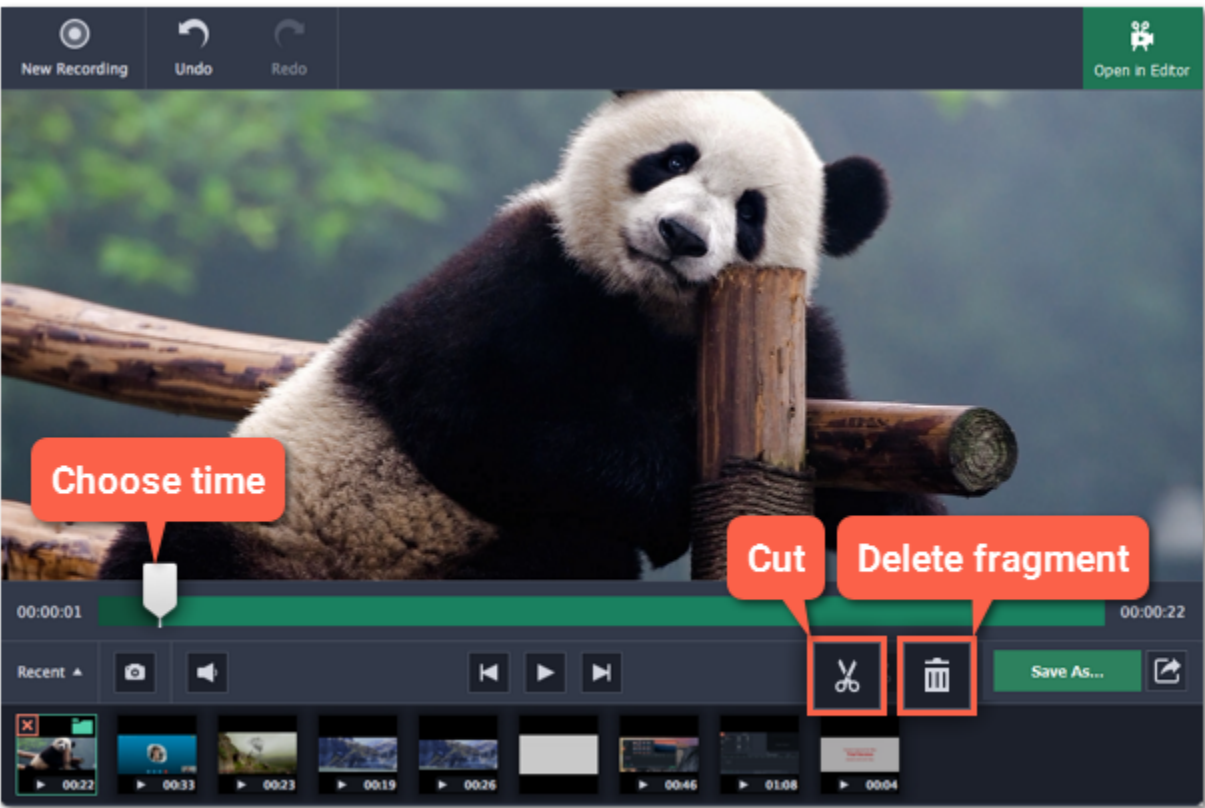 New Recording
Undo
Redo
Open in Editor
Choose time
Cut
Delete fragment
00:00:01
00:00:22
Recent
Save As...
00:22
00:33
00:23
00:19
00:26
00:46
01:08
00:04